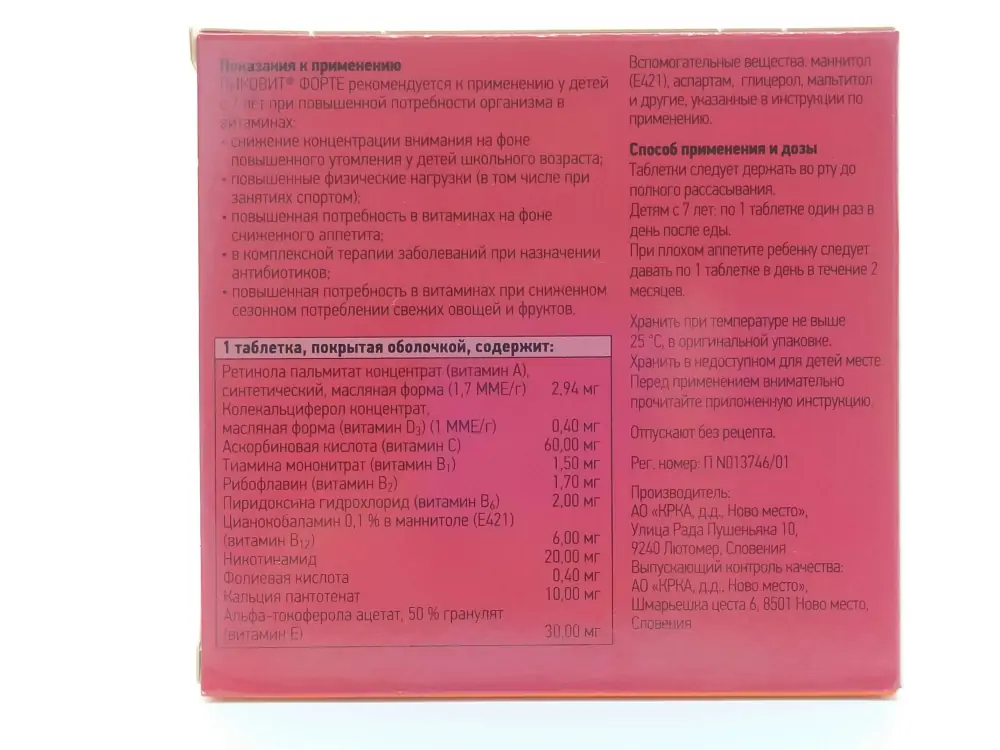 Показания к применению
ПИКОВИТ® ФОРТЕ рекомендуется к применению у детей
с 7 лет при повышенной потребности организма в
витаминах:
• снижение концентрации внимания на фоне
повышенного утомления у детей школьного возраста;
• повышенные физические нагрузки (в том числе при
занятиях спортом);
• повышенная потребность в витаминах на фоне
сниженного аппетита;
• в комплексной терапии заболеваний при назначении
антибиотиков;
• повышенная потребность в витаминах при сниженном
сезонном потреблении свежих овощей и фруктов.
1 таблетка, покрытая оболочкой, содержит:
Ретинола пальмитат концентрат (витамин А),
синтетический, масляная форма (1,7 ММЕ/г) 2,94 мг
Колекальциферол концентрат,
масляная форма (витамин D₃) (1 ММЕ/г) 0,40 мг
Аскорбиновая кислота (витамин С) 60,00 мг
Тиамина мононитрат (витамин В₁) 1,50 мг
Рибофлавин (витамин В₂) 1,70 мг
Пиридоксина гидрохлорид (витамин В₆) 2,00 мг
Цианокобаламин 0,1 % в маннитоле (Е421)
(витамин В₁₂) 6,00 мг
Никотинамид 20,00 мг
Фолиевая кислота 0,40 мг
Кальция пантотенат 10,00 мг
Альфа-токоферола ацетат, 50 % гранулят
(витамин Е) 30,00 мг
Вспомогательные вещества: маннитол
(Е421), аспартам, глицерол, мальтитол
и другие, указанные в инструкции по
применению.
Способ применения и дозы
Таблетки следует держать во рту до
полного рассасывания.
Детям с 7 лет: по 1 таблетке один раз в
день после еды.
При плохом аппетите ребенку следует
давать по 1 таблетке в день в течение 2
месяцев.
Хранить при температуре не выше
25 °С, в оригинальной упаковке.
Хранить в недоступном для детей месте.
Перед применением внимательно
прочитайте приложенную инструкцию.
Отпускают без рецепта.
Рег. номер: П N013746/01
Производитель:
АО «КРКА, д.д., Ново место»,
Улица Рада Пушеньяка 10,
9240 Лютомер, Словения
Выпускающий контроль качества:
АО «КРКА, д.д., Ново место»,
Шмарьешка цеста 6, 8501 Ново место,
Словения